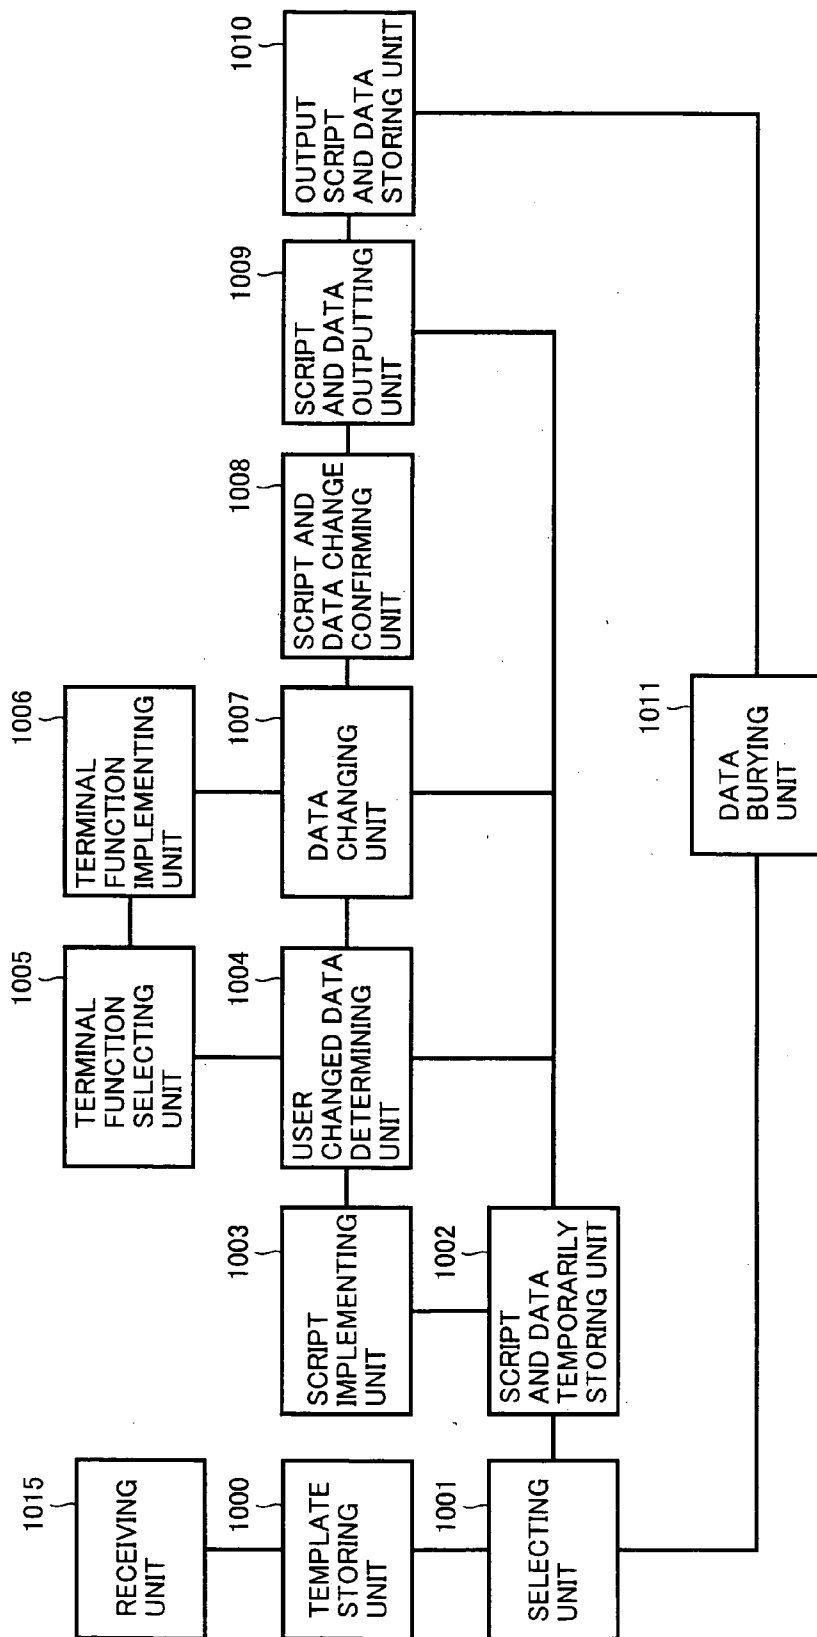 1015
RECEIVING
UNIT
1000
TEMPLATE
STORING
UNIT
1001
SELECTING
UNIT
1002
SCRIPT
AND DATA
TEMPORARILY
STORING UNIT
1003
SCRIPT
IMPLEMENTING
UNIT
1004
USER
CHANGED DATA
DETERMINING
UNIT
1005
TERMINAL
FUNCTION
SELECTING
UNIT
1006
TERMINAL
FUNCTION
IMPLEMENTING
UNIT
1007
DATA
CHANGING
UNIT
1008
SCRIPT AND
DATA CHANGE
CONFIRMING
UNIT
1009
SCRIPT
AND DATA
OUTPUTTING
UNIT
1010
OUTPUT
SCRIPT
AND DATA
STORING UNIT
1011
DATA
BURYING
UNIT